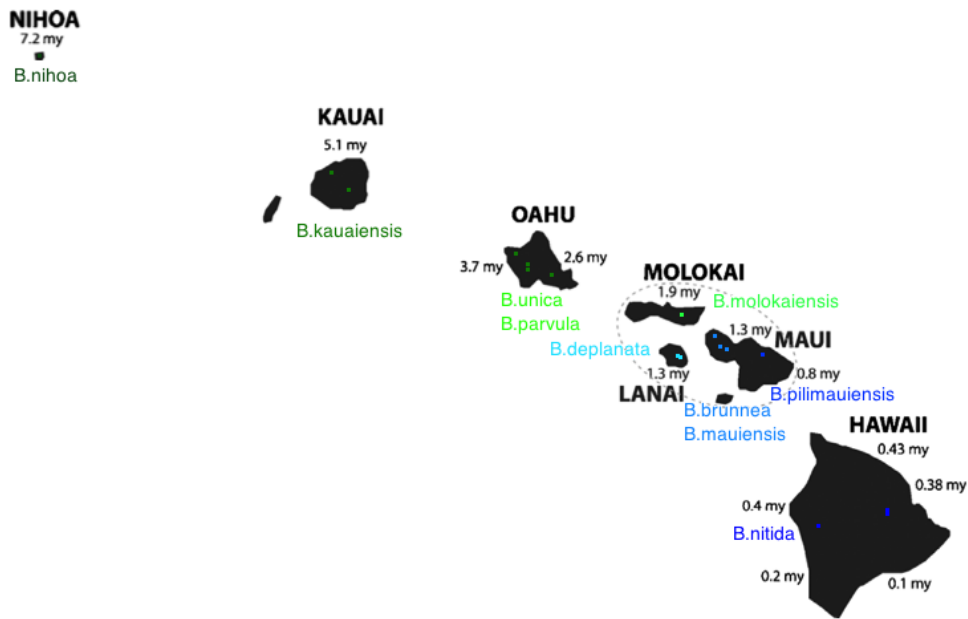 NIHOA
7.2 my
B.nihoa
KAUAI
5.1 my
B.kauaiensis
OAHU
3.7 my
2.6 my
B.unica
B.parvula
MOLOKAI
1.9 my
B.molokaiensis
B.deplanata
1.3 my
LANAI
1.3 my
MAUI
0.8 my
B.pilimauiensis
B.brunnea
B.mauiensis
HAWAII
0.43 my
0.38 my
0.4 my
B.nitida
0.2 my
0.1 my